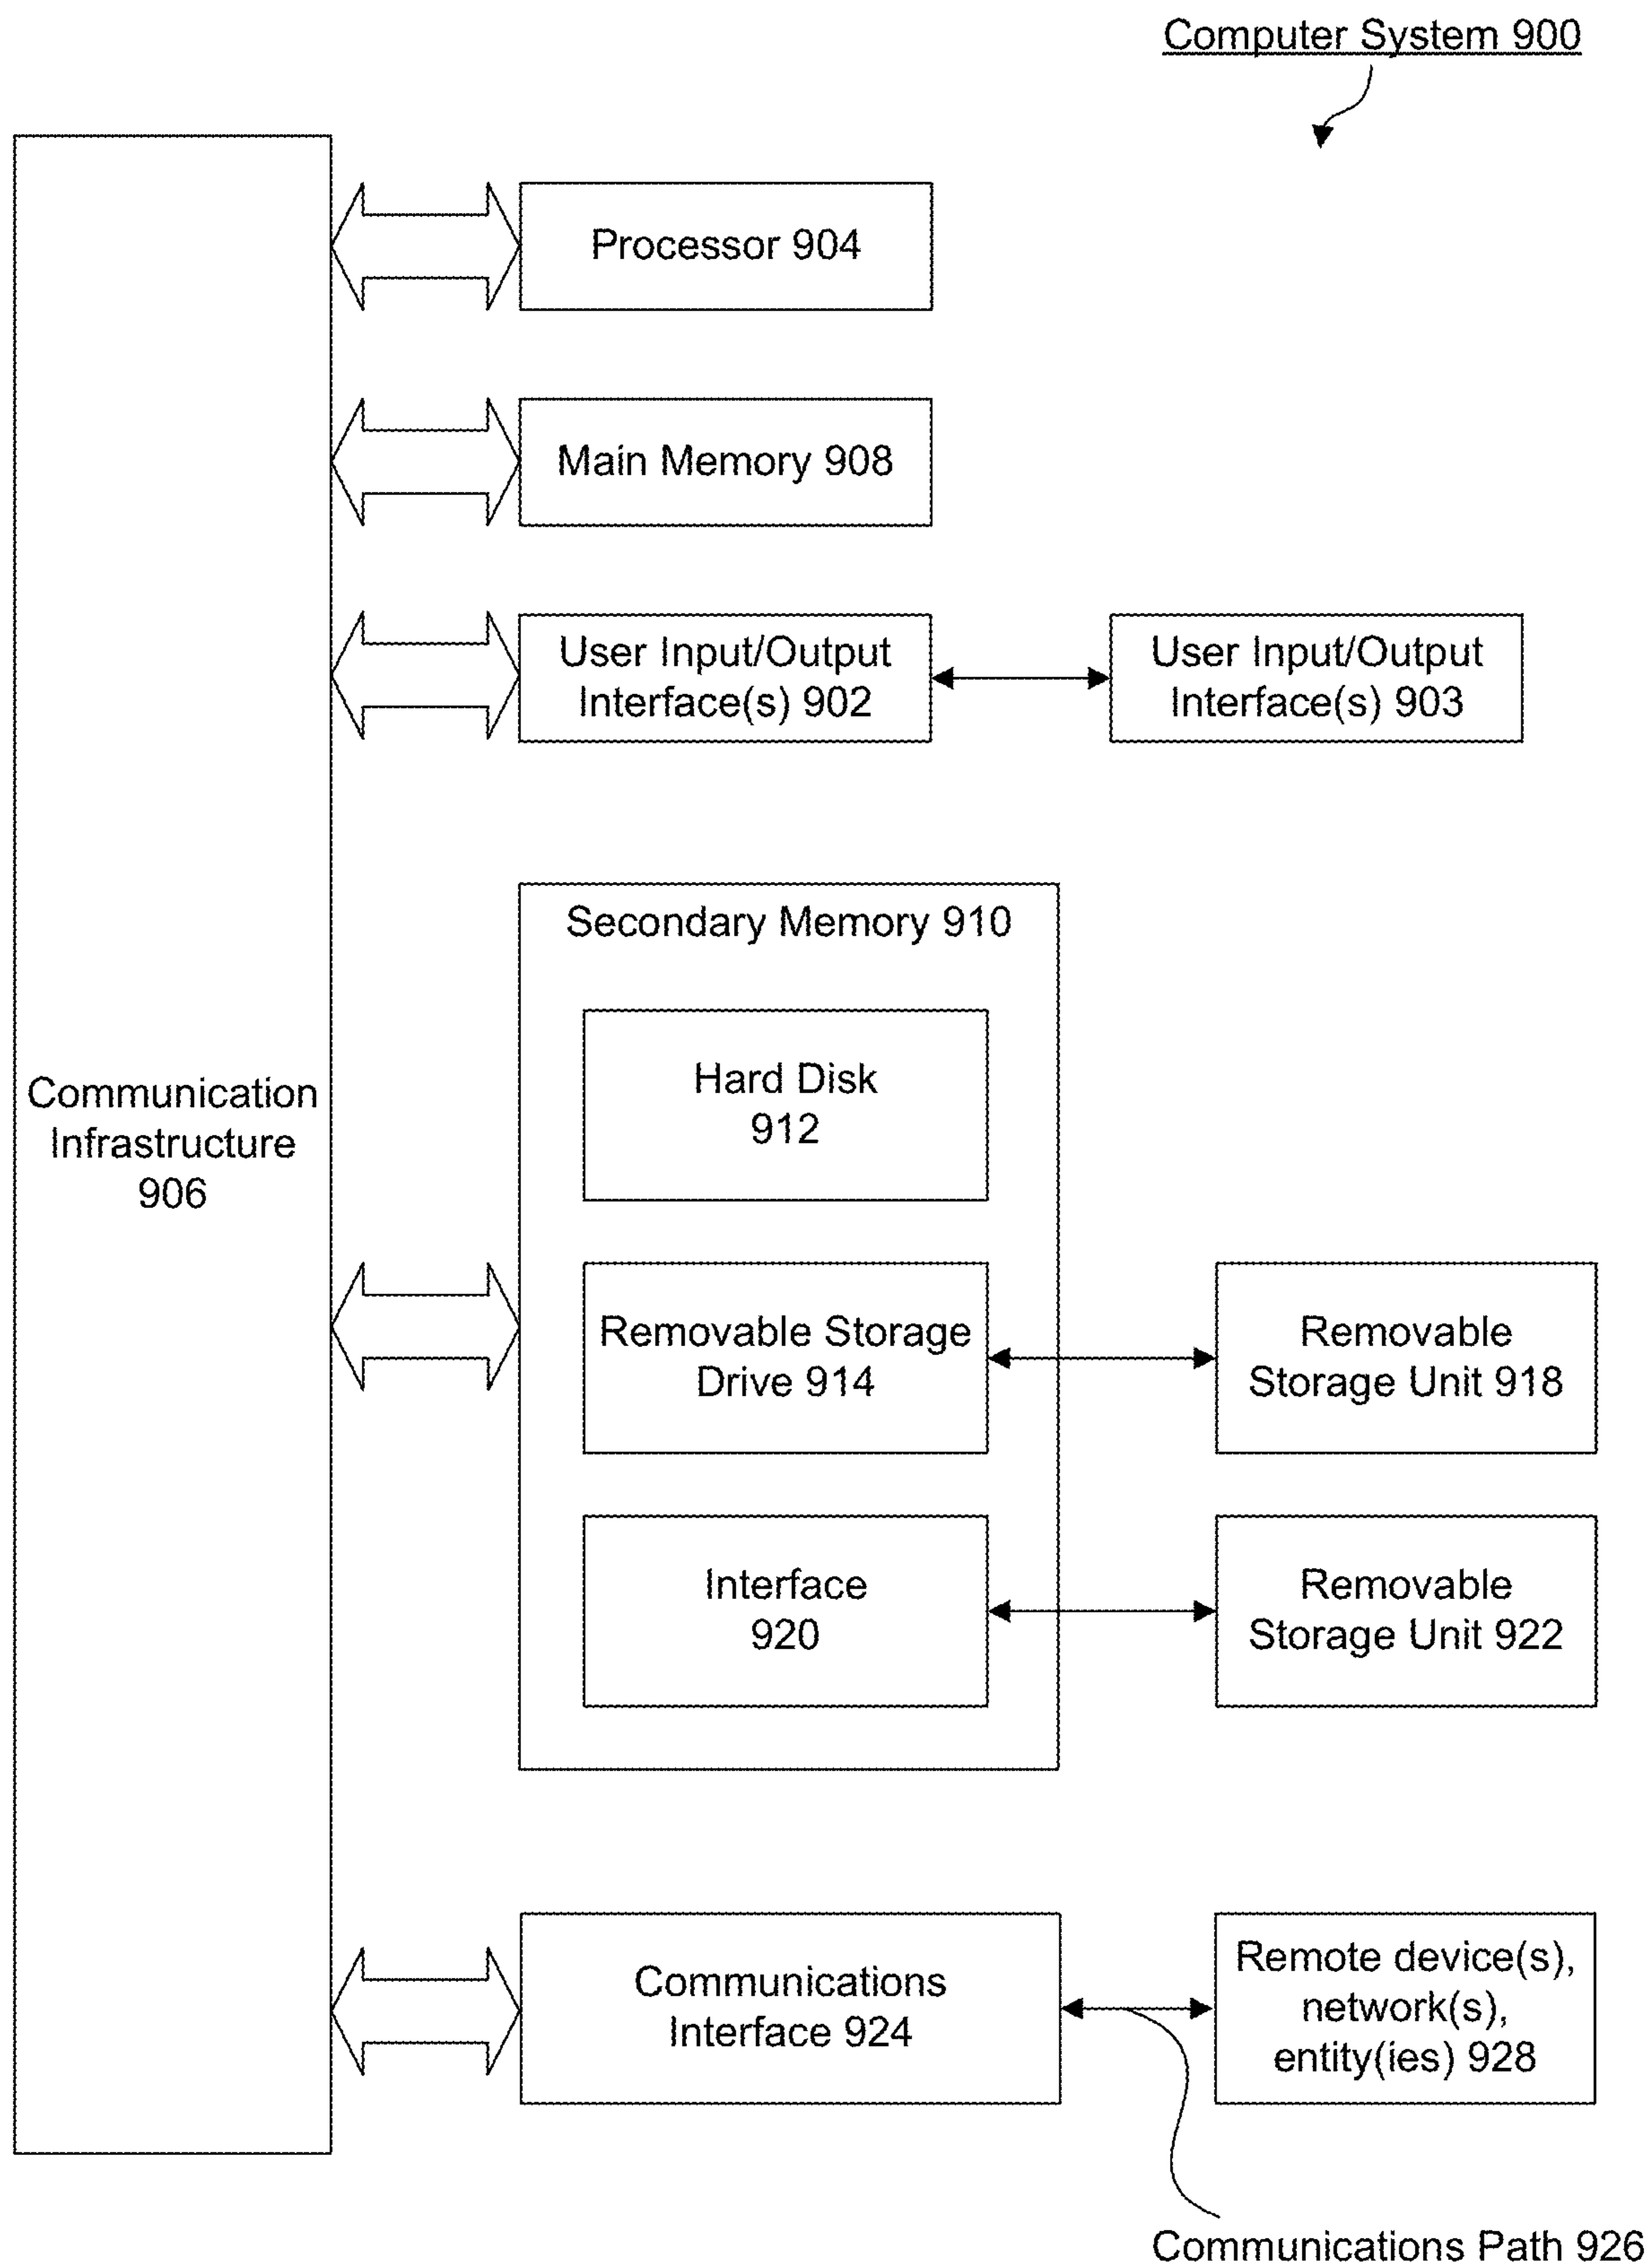 Computer System 900
Processor 904
Main Memory 908
User Input/Output
Interface(s) 902
User Input/Output
Interface(s) 903
Secondary Memory 910
Hard Disk
912
Communication
Infrastructure
906
Removable Storage
Drive 914
Removable
Storage Unit 918
Interface
920
Removable
Storage Unit 922
Communications
Interface 924
Remote device(s),
network(s),
entity(ies) 928
Communications Path 926